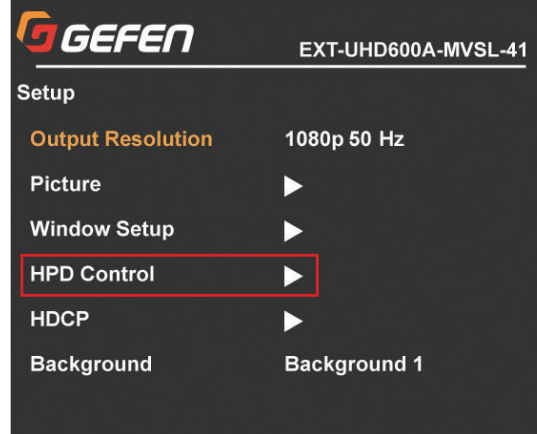 GEFEN
EXT-UHD600A-MVSL-41
Setup
Output Resolution 1080p 50 Hz
Picture
Window Setup
HPD Control
HDCP
Background Background 1